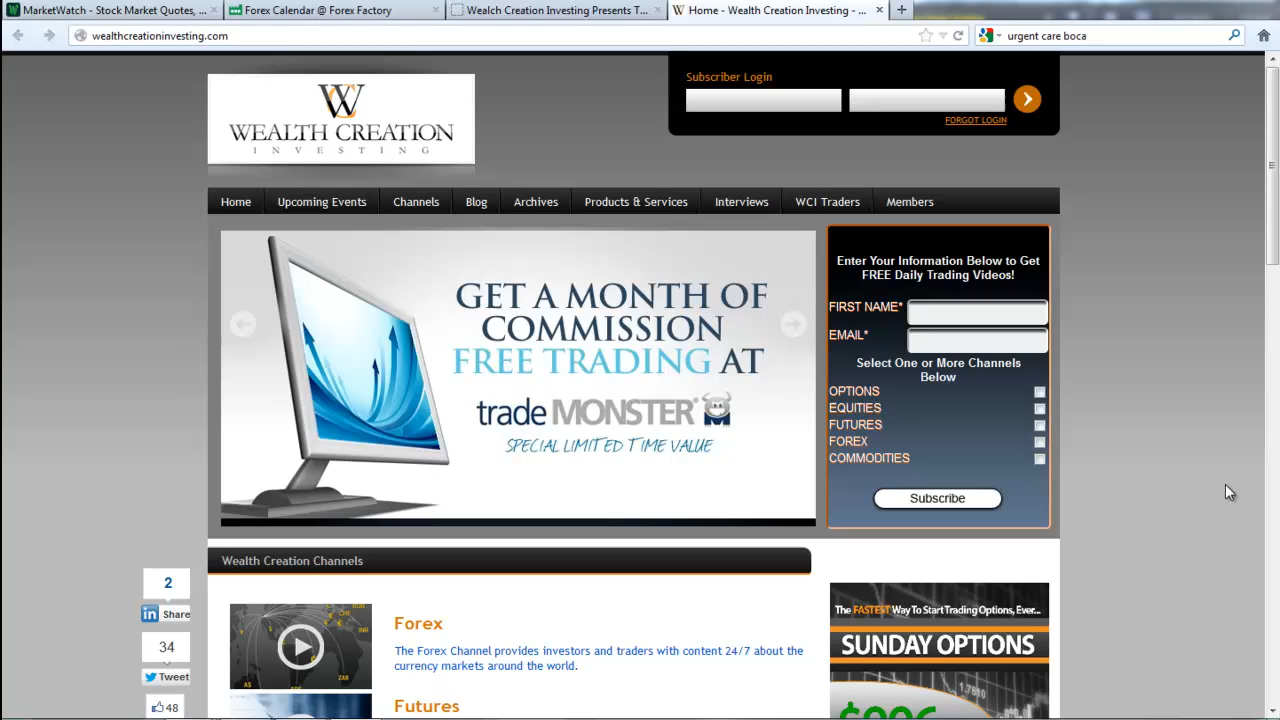 MarketWatch - Stock Market Quotes, ...
Forex Calendar @ Forex Factory
Wealch Creation Investing Presents T...
Home - Wealth Creation Investing - ...
wealthcreationinvesting.com
urgent care boca
Subscriber Login
FORGOT LOGIN
WEALTH CREATION
INVESTING
Home
Upcoming Events
Channels
Blog
Archives
Products & Services
Interviews
WCI Traders
Members
GET A MONTH OF
COMMISSION
FREE TRADING AT
trade MONSTER®
SPECIAL LIMITED TIME VALUE
Enter Your Information Below to Get
FREE Daily Trading Videos!
FIRST NAME*
EMAIL*
Select One or More Channels
Below
OPTIONS
EQUITIES
FUTURES
FOREX
COMMODITIES
Subscribe
Wealth Creation Channels
2
in Share
34
Tweet
48
Forex
The Forex Channel provides investors and traders with content 24/7 about the
currency markets around the world.
Futures
The FASTEST Way To Start Trading Options, Ever...
SUNDAY OPTIONS
1.7810